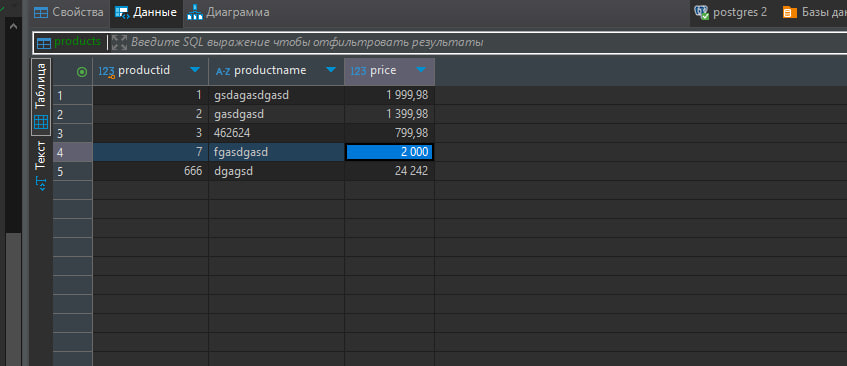 Свойства Данные Диаграмма postgres 2 Базы дан
products Введите SQL выражение чтобы отфильтровать результаты
Таблица
Текст
123 productid A-Z productname 123 price
1 1 gsdagasdgasd 1 999,98
2 2 gasdgasd 1 399,98
3 3 462624 799,98
4 7 fgasdgasd 2 000
5 666 dgagsd 24 242